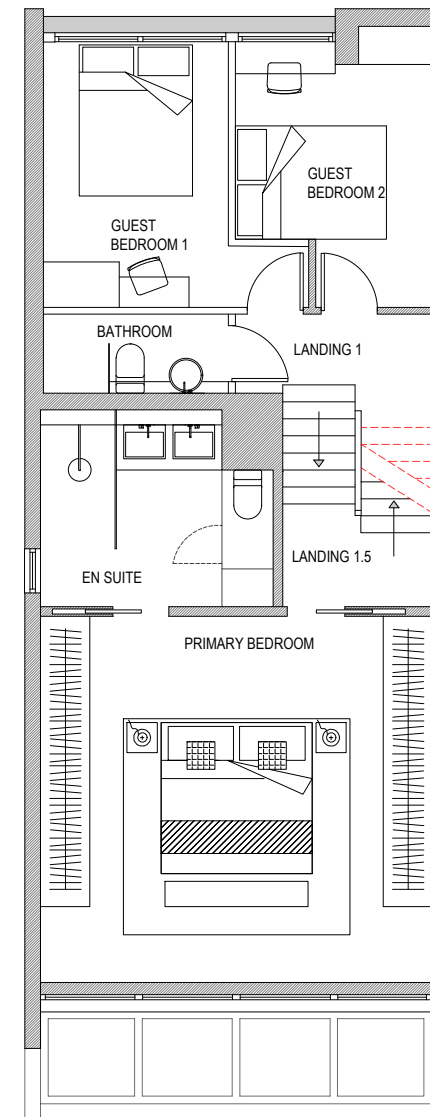 GUEST
BEDROOM 2
GUEST
BEDROOM 1
BATHROOM
LANDING 1
LANDING 1.5
EN SUITE
PRIMARY BEDROOM